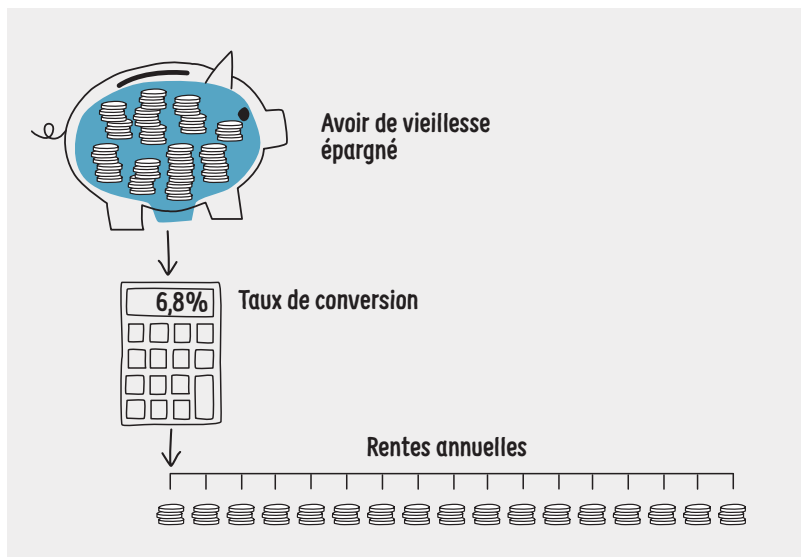 Avoir de vieillesse
épargné
6,8%
Taux de conversion
Rentes annuelles